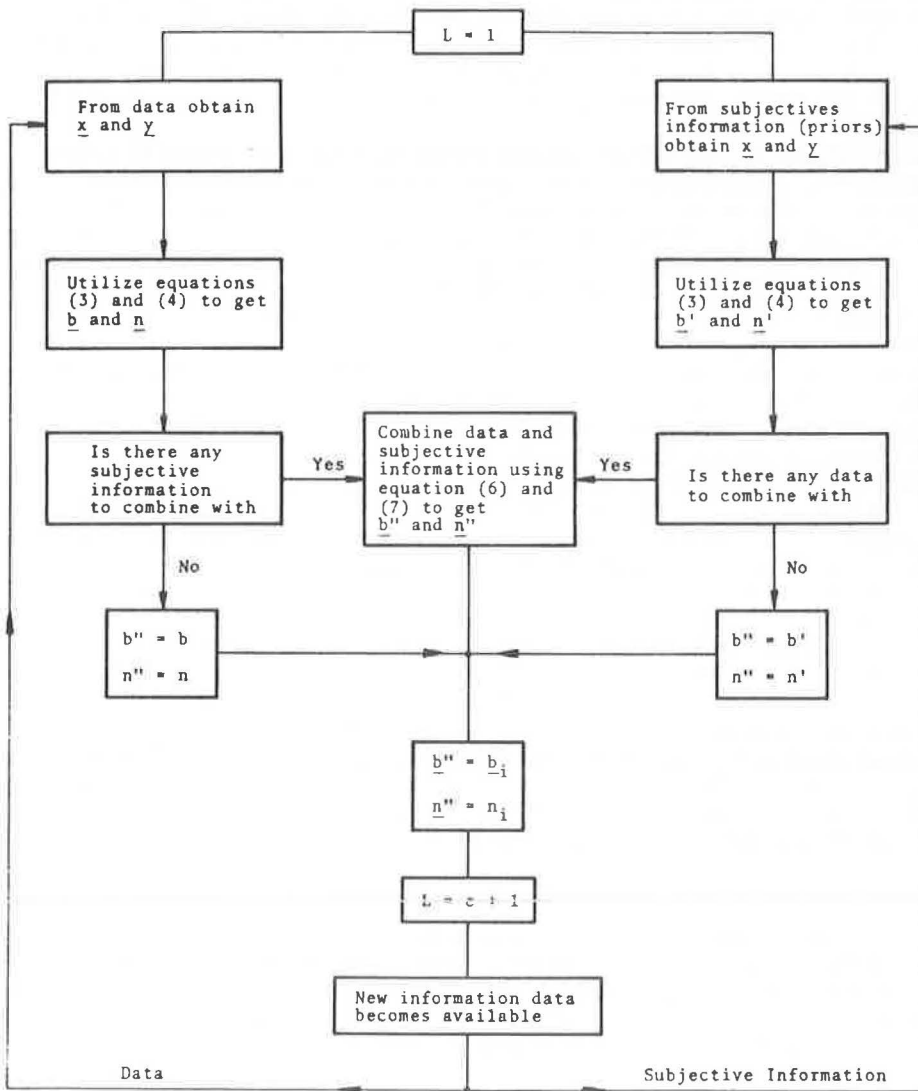 L = 1
From data obtain
x and y
From subjectives
information (priors)
obtain x and y
Utilize equations
(3) and (4) to get
b and n
Utilize equations
(3) and (4) to get
b' and n'
Is there any
subjective
information
to combine with
Yes
Combine data and
subjective
information using
equation (6) and
(7) to get
b" and n"
Yes
Is there any data
to combine with
No
No
b" = b
n" = n
b" = b'
n" = n'
b" = b_i
n" = n_i
L = c + 1
New information data
becomes available
Data
Subjective Information